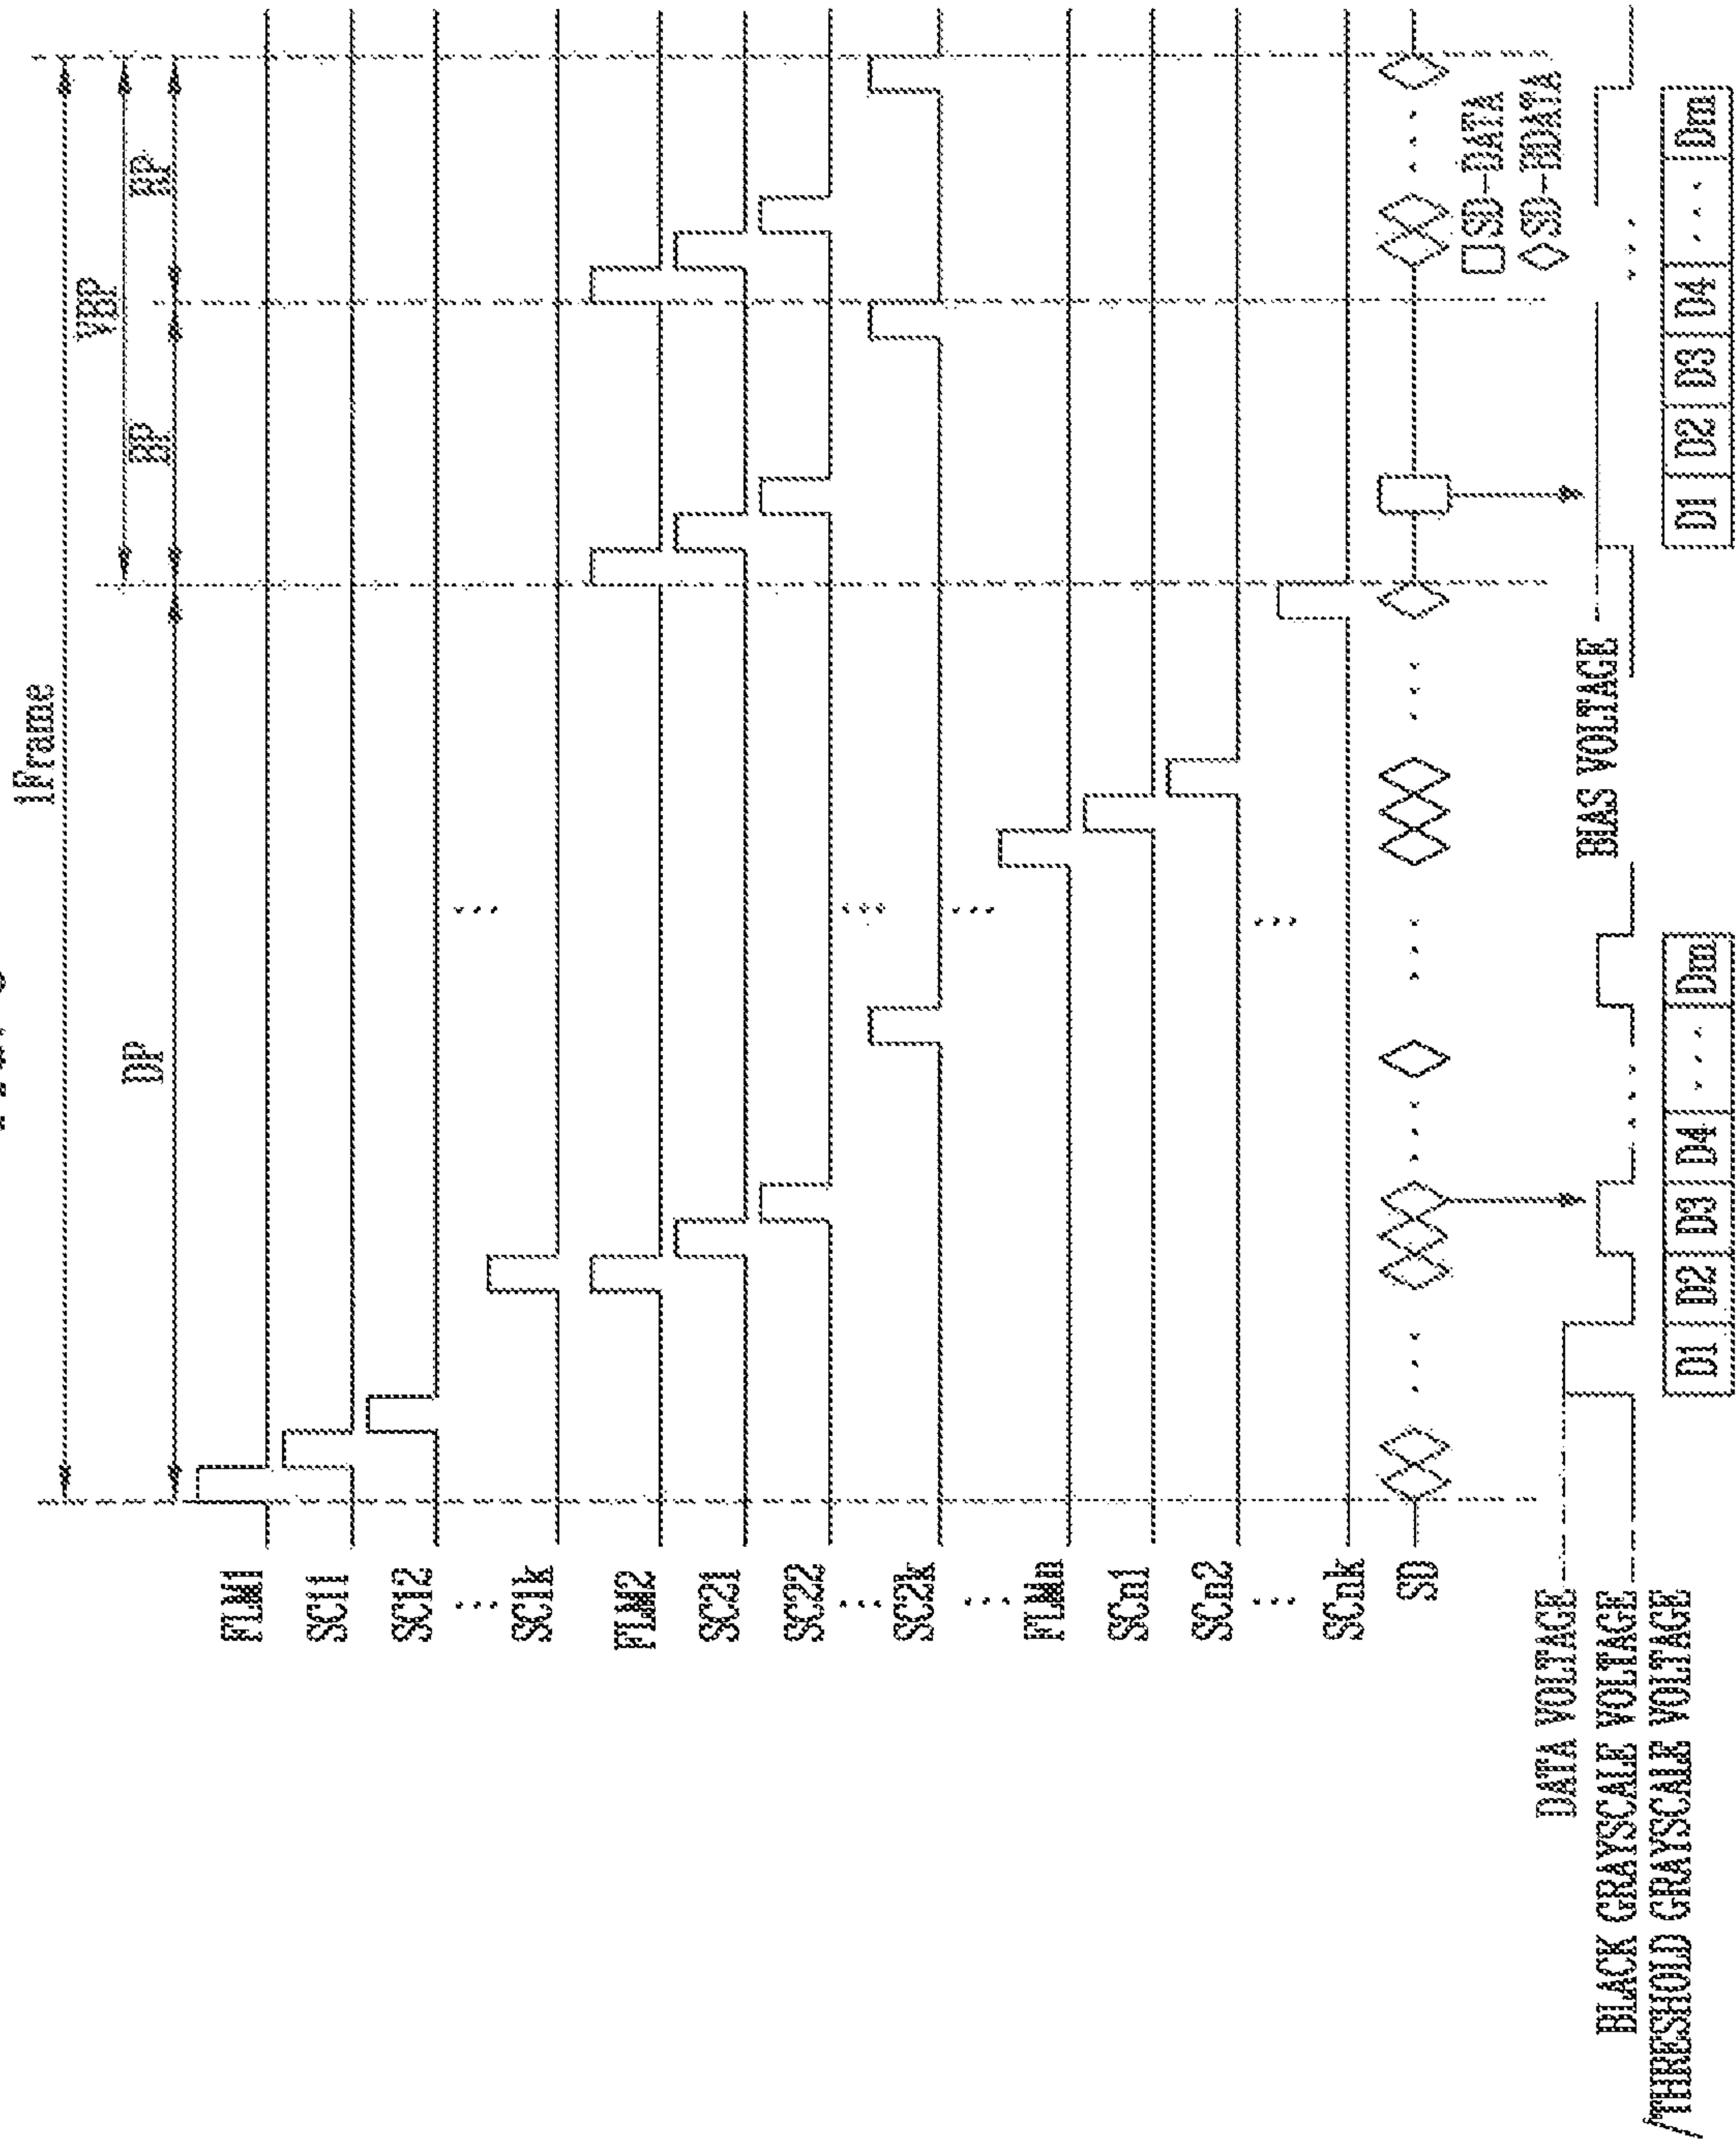 1Frame
VBP
DP
BP
RP
FLM1
SC11
SC12
...
SC1k
FLM2
SC21
SC22
...
SC2k
...
FLMn
SCn1
SCn2
...
SCnk
SD
SD-DATA
SD-BDATA
DATA VOLTAGE
BLACK GRAYSCALE VOLTAGE
/THRESHOLD GRAYSCALE VOLTAGE
BIAS VOLTAGE
D1 D2 D3 D4 ... Dm
D1 D2 D3 D4 ... Dm